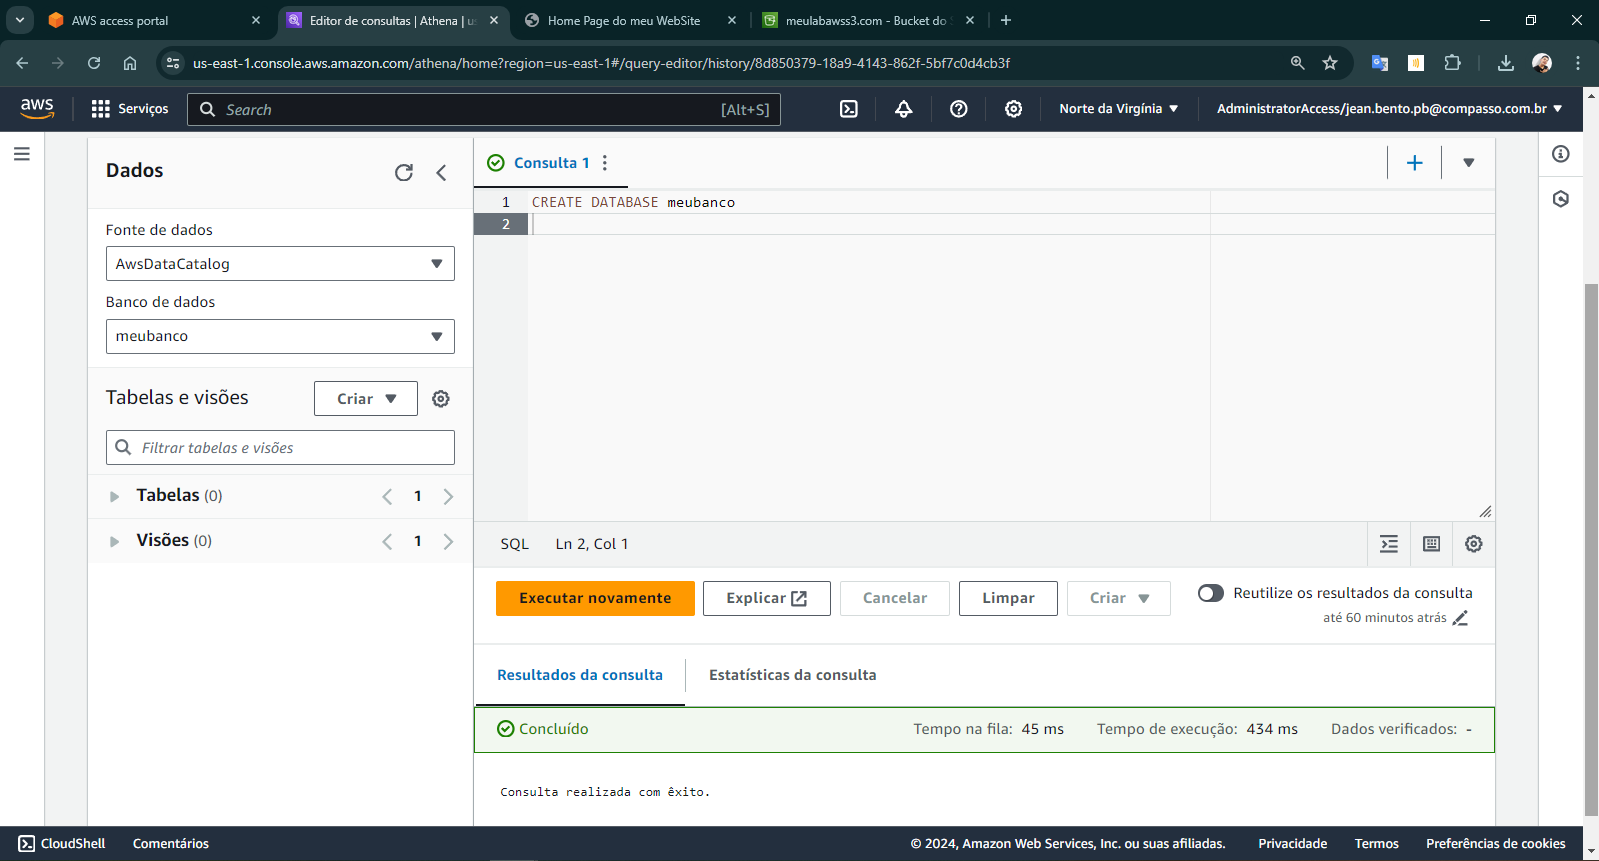 AWS access portal
Editor de consultas | Athena | us
Home Page do meu WebSite
meulabawss3.com - Bucket do S
us-east-1.console.aws.amazon.com/athena/home?region=us-east-1#/query-editor/history/8d850379-18a9-4143-862f-5bf7c0d4cb3f
aws
Serviços
Search
[Alt+S]
Norte da Virgínia
AdministratorAccess/jean.bento.pb@compasso.com.br
Dados
Fonte de dados
AwsDataCatalog
Banco de dados
meubanco
Tabelas e visões
Criar
Filtrar tabelas e visões
Tabelas (0)
1
Visões (0)
1
Consulta 1
1 CREATE DATABASE meubanco
2
SQL
Ln 2, Col 1
Executar novamente
Explicar
Cancelar
Limpar
Criar
Reutilize os resultados da consulta
até 60 minutos atrás
Resultados da consulta
Estatísticas da consulta
Concluído
Tempo na fila: 45 ms
Tempo de execução: 434 ms
Dados verificados: -
Consulta realizada com êxito.
CloudShell
Comentários
© 2024, Amazon Web Services, Inc. ou suas afiliadas.
Privacidade
Termos
Preferências de cookies